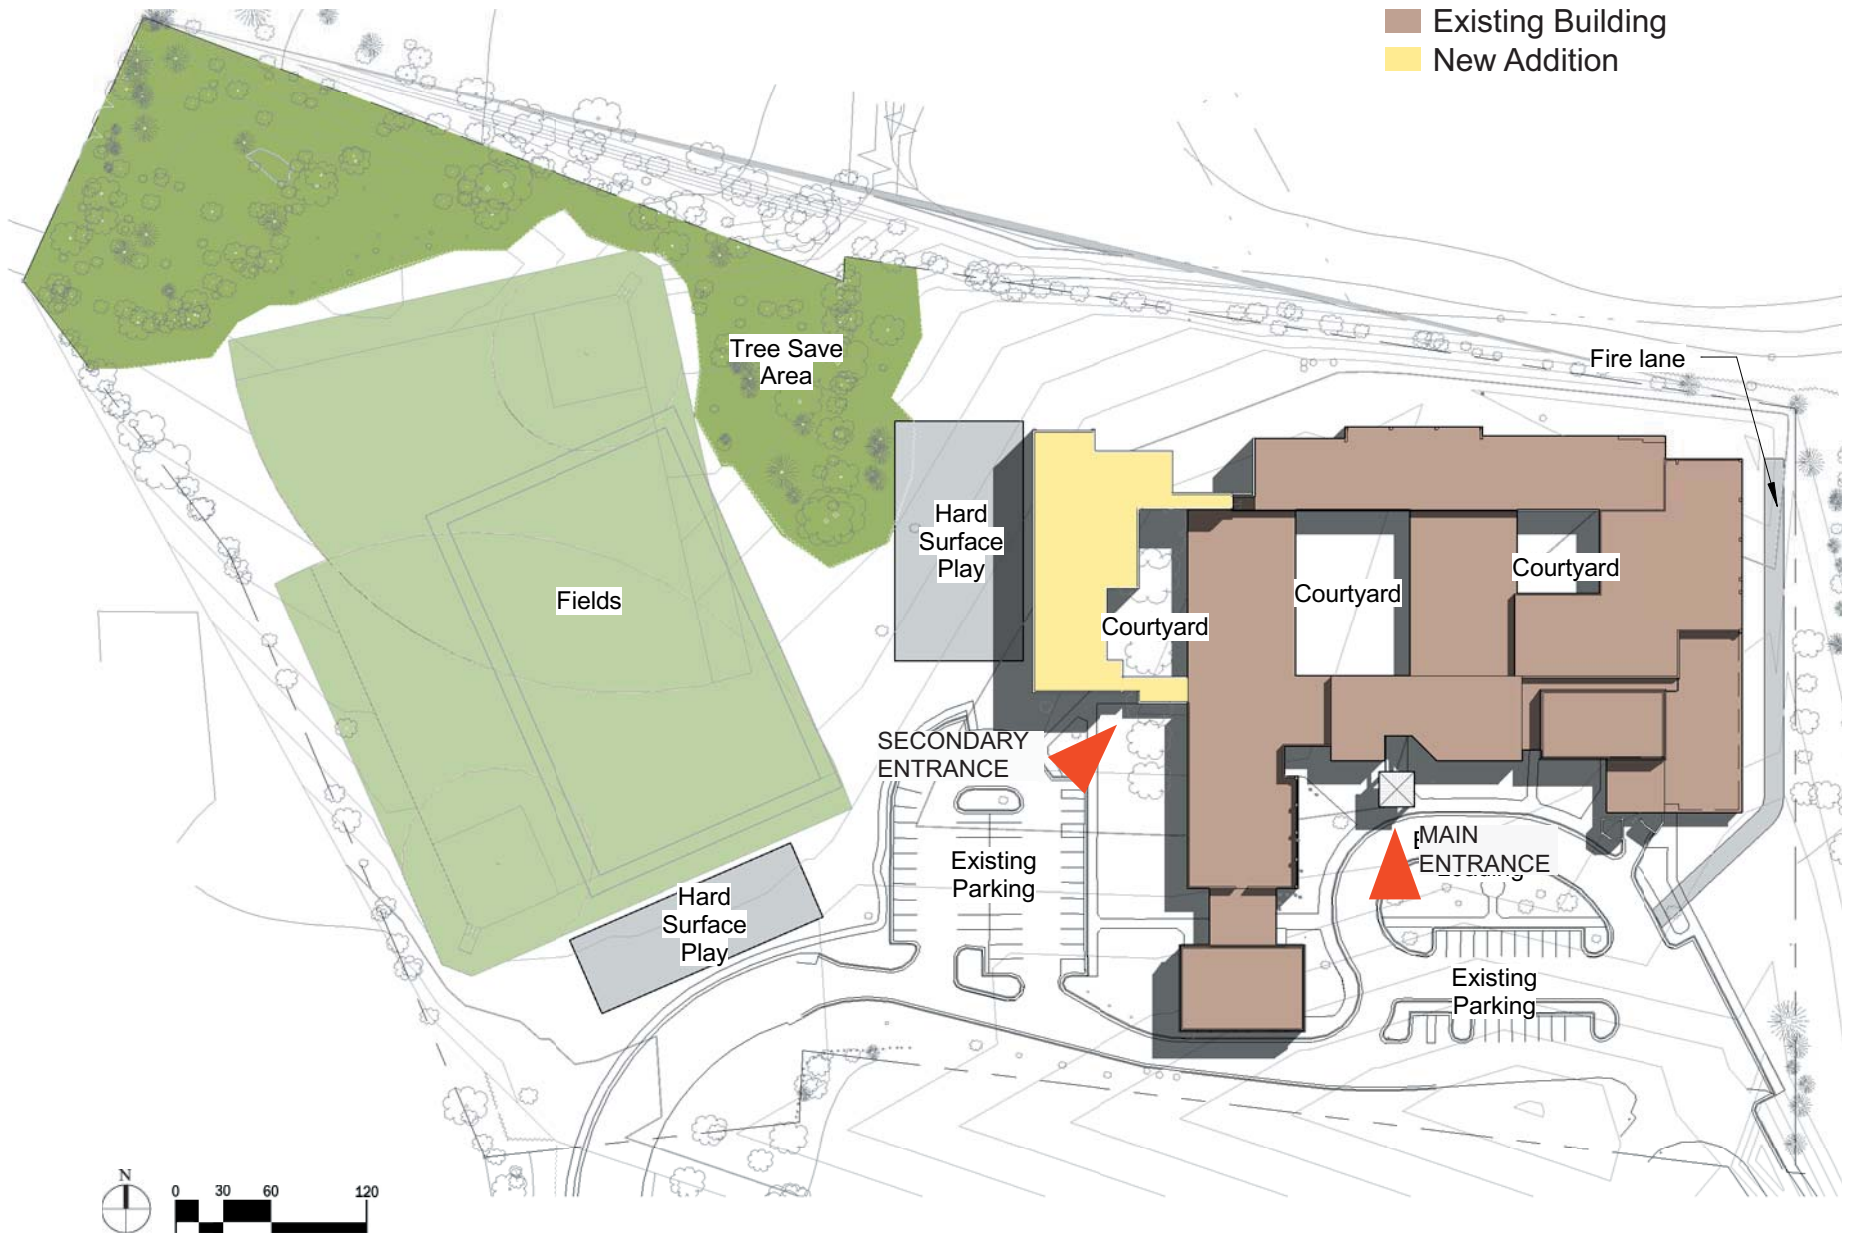 Existing Building
New Addition
Fire lane
Tree Save
Area
Hard
Surface
Play
Courtyard
Courtyard
Courtyard
Fields
SECONDARY
ENTRANCE
MAIN
ENTRANCE
Existing
Parking
Hard
Surface
Play
Existing
Parking
N
0 30 60 120